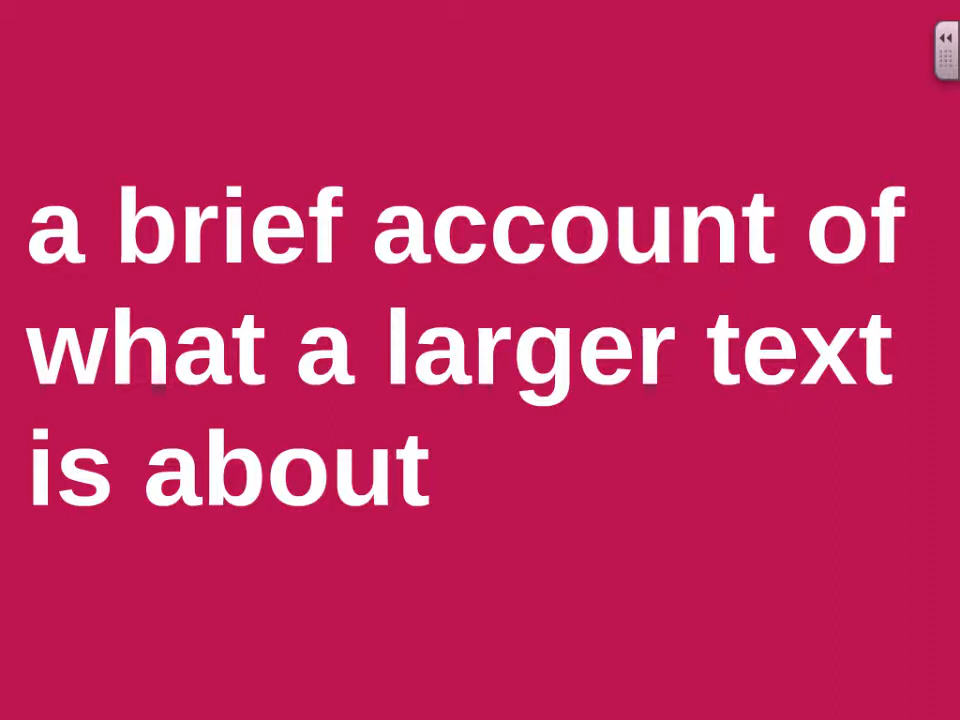 a brief account of
what a larger text
is about